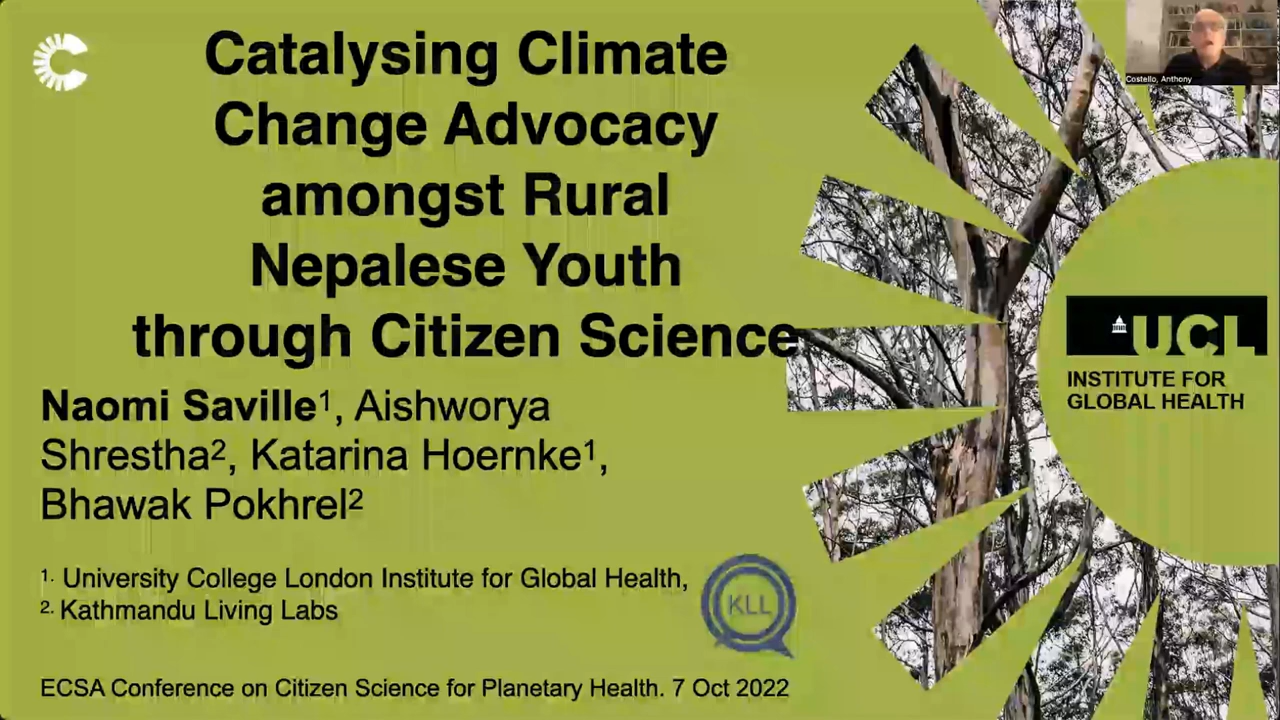 Catalysing Climate
Change Advocacy
amongst Rural
Nepalese Youth
through Citizen Science
Naomi Saville¹, Aishworya
Shrestha², Katarina Hoernke¹,
Bhawak Pokhrel²
1. University College London Institute for Global Health,
2. Kathmandu Living Labs
KLL
ECSA Conference on Citizen Science for Planetary Health. 7 Oct 2022
Costello, Anthony
UCL
INSTITUTE FOR
GLOBAL HEALTH